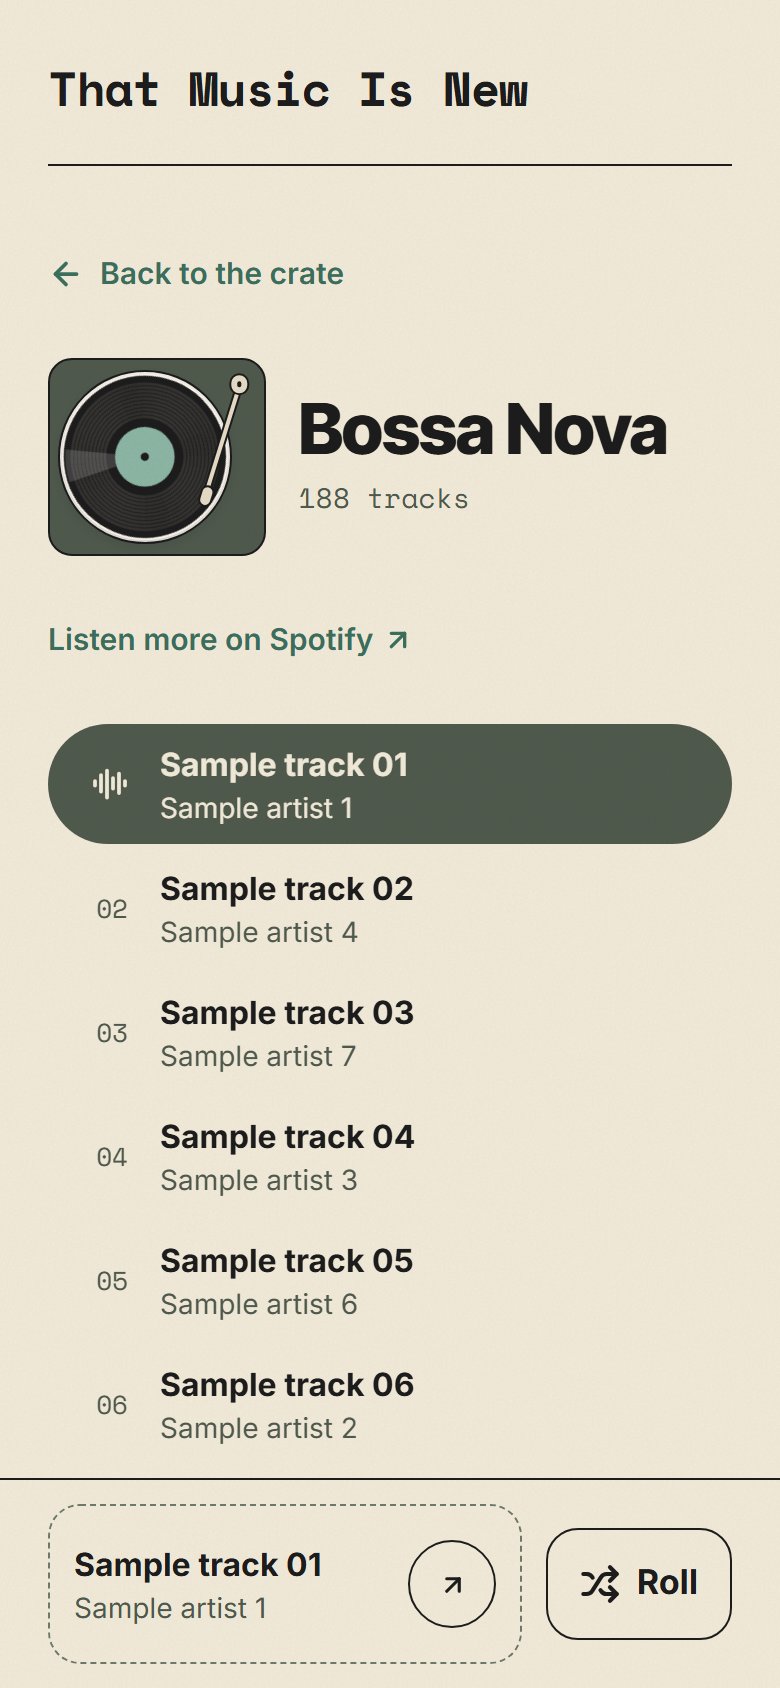 That Music Is New
Back to the crate
Bossa Nova
188 tracks
Listen more on Spotify
Sample track 01
Sample artist 1
02
Sample track 02
Sample artist 4
03
Sample track 03
Sample artist 7
04
Sample track 04
Sample artist 3
05
Sample track 05
Sample artist 6
06
Sample track 06
Sample artist 2
Sample track 01
Sample artist 1
Roll